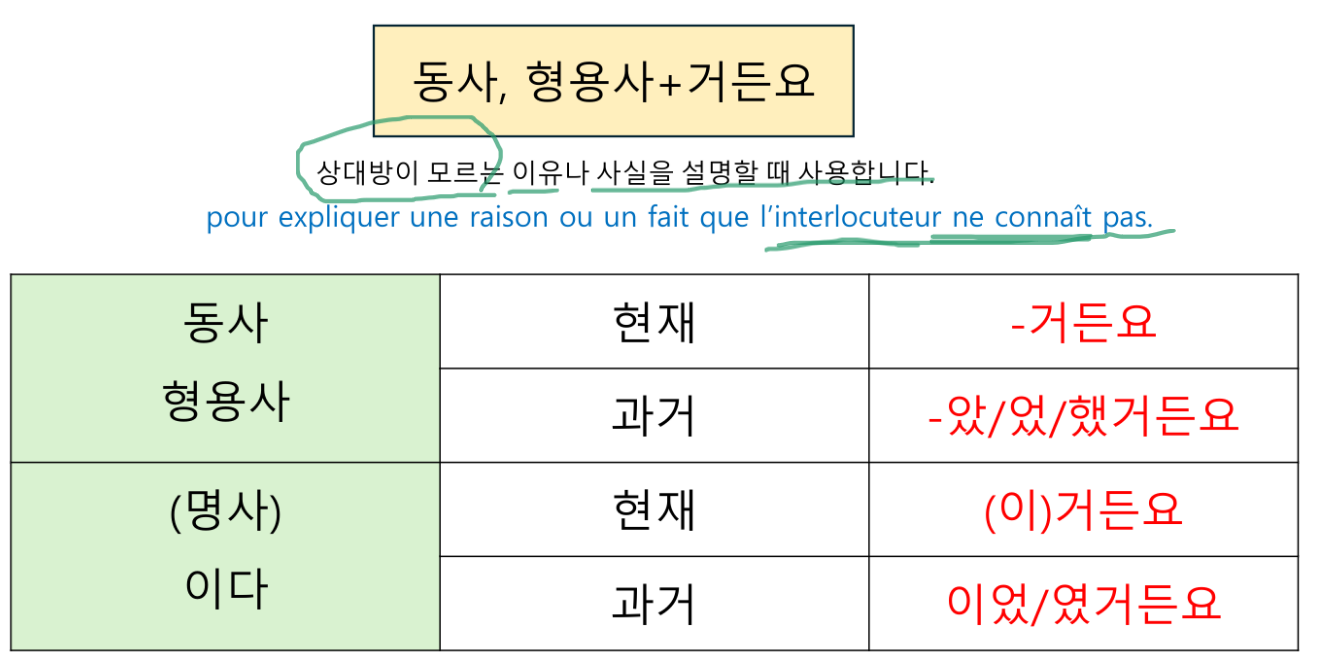 동사, 형용사+거든요
상대방이 모르는 이유나 사실을 설명할 때 사용합니다.
pour expliquer une raison ou un fait que l’interlocuteur ne connaît pas.
동사
형용사
현재
-거든요
과거
-았/었/했거든요
(명사)
이다
현재
(이)거든요
과거
이었/였거든요